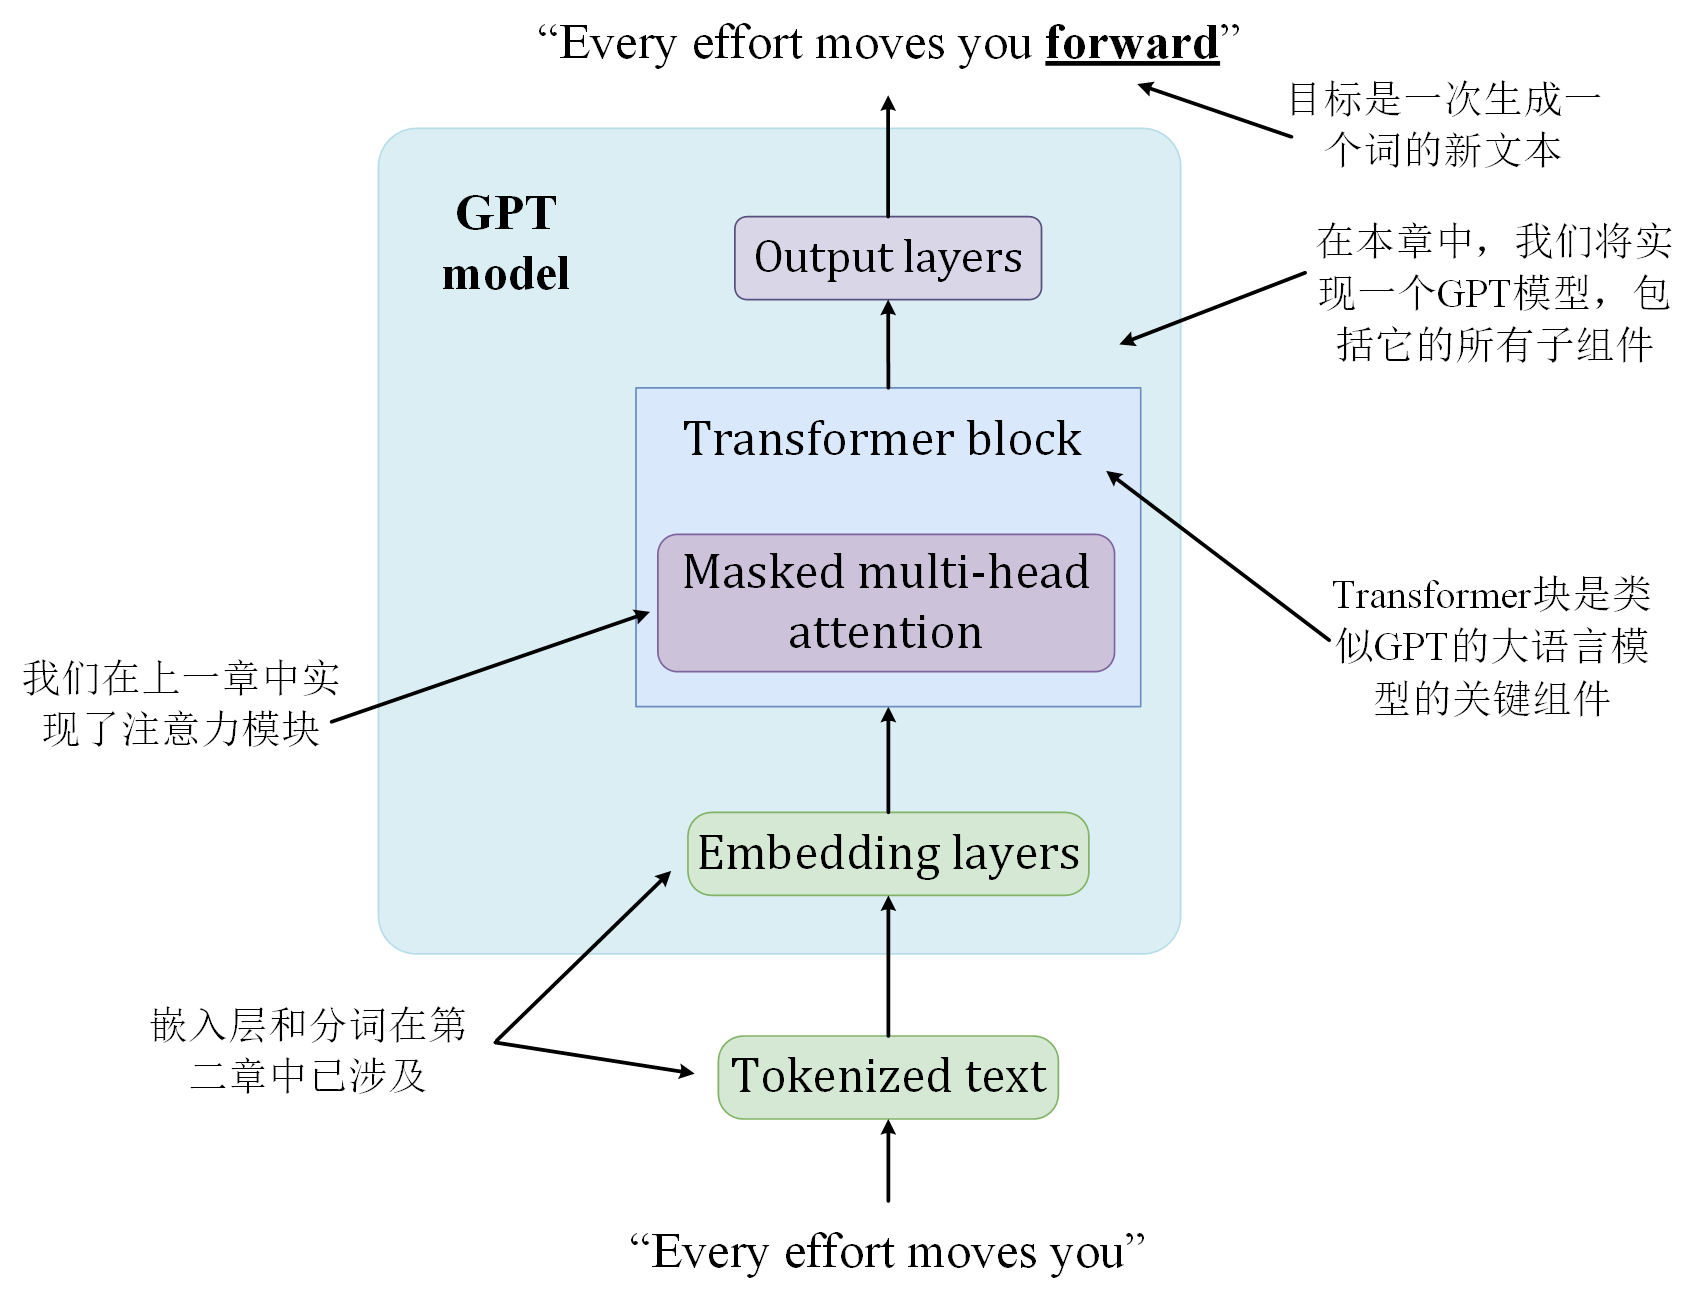 “Every effort moves you forward”
目标是一次生成一
个词的新文本
GPT
model
Output layers
在本章中，我们将实
现一个GPT模型，包
括它的所有子组件
Transformer block
Masked multi-head
attention
Transformer块是类
似GPT的大语言模
型的关键组件
我们在上一章中实
现了注意力模块
Embedding layers
嵌入层和分词在第
二章中已涉及
Tokenized text
“Every effort moves you”